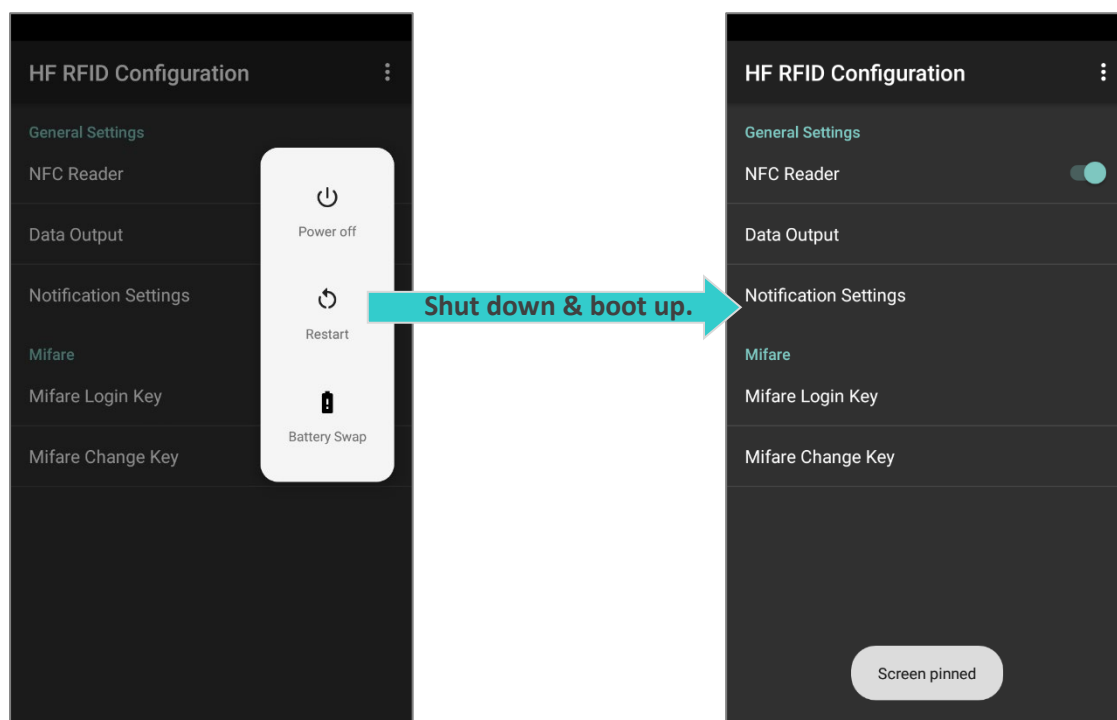 HF RFID Configuration
General Settings
NFC Reader
Data Output
Notification Settings
Mifare
Mifare Login Key
Mifare Change Key
Power off
Restart
Battery Swap
Shut down & boot up.
HF RFID Configuration
General Settings
NFC Reader
Data Output
Notification Settings
Mifare
Mifare Login Key
Mifare Change Key
Screen pinned